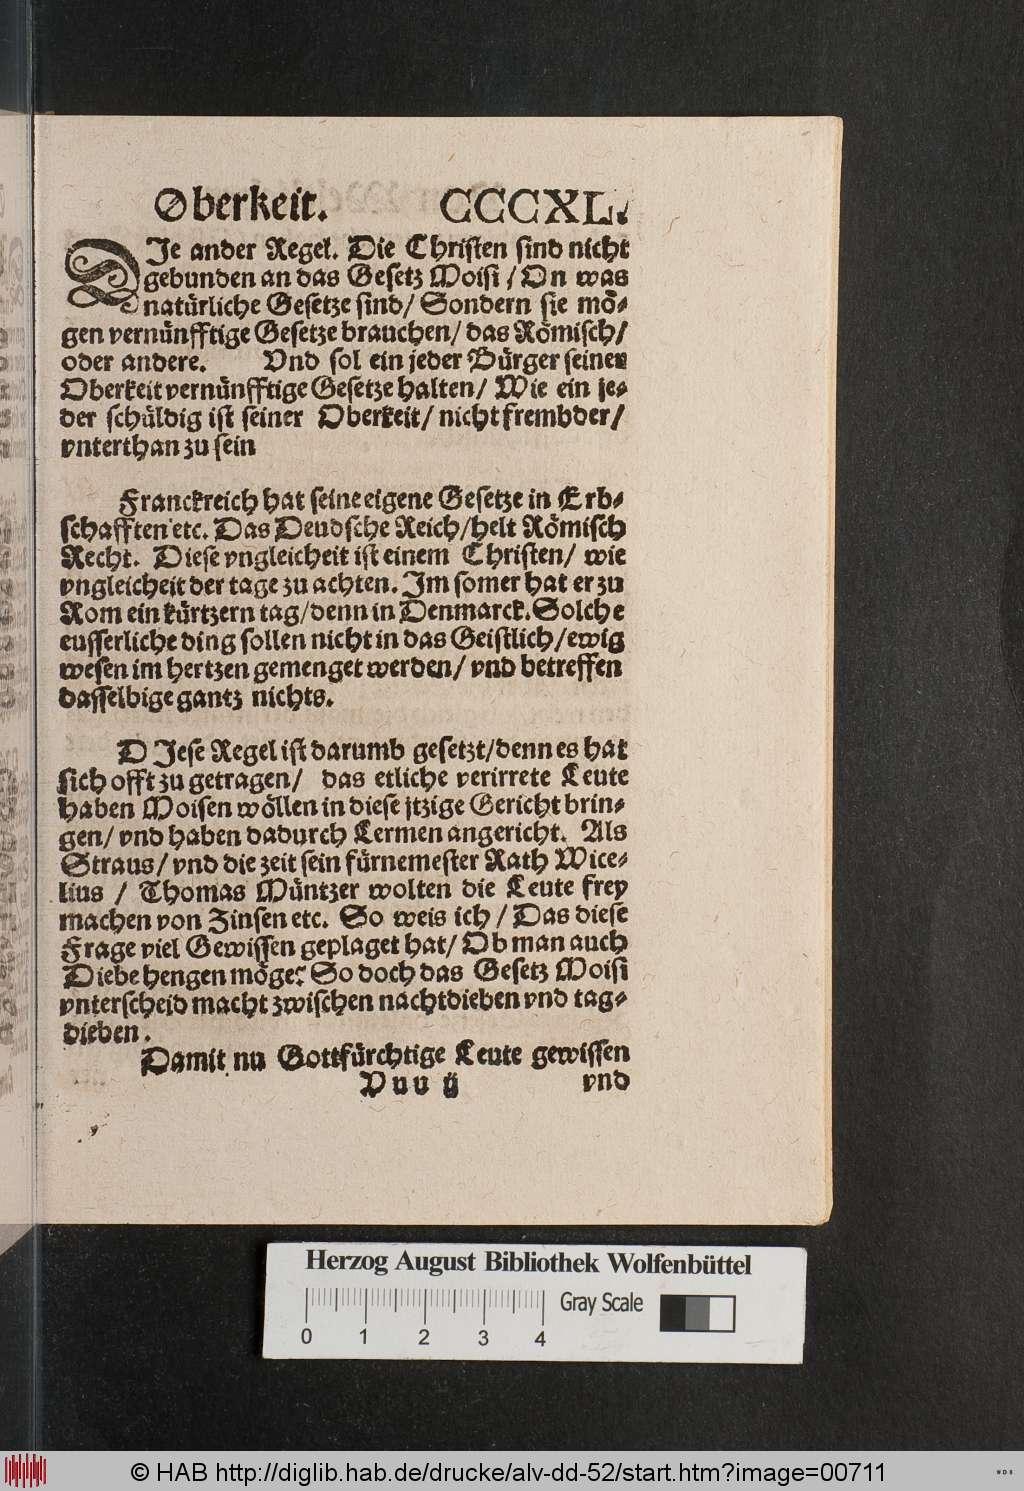 Oberkeit. CCCXL.
DIe ander Regel. Die Christen sind nicht
gebunden an das Gesetz Moisi / On was
natürliche Gesetze sind / Sondern sie mö-
gen vernünfftige Gesetze brauchen / das Römisch /
oder andere. Vnd sol ein jeder Bürger seiner
Oberkeit vernünfftige Gesetze halten / Wie ein je-
der schüldig ist seiner Oberkeit / nicht frembder /
vnterthan zu sein
Franckreich hat seine eigene Gesetze in Erb-
schafften etc. Das Deudsche Reich / helt Römisch
Recht. Diese vngleicheit ist einem Christen / wie
vngleicheit der tage zu achten. Im somer hat er zu
Rom ein kürtzern tag / denn in Denmarck. Solche
eusserliche ding sollen nicht in das Geistlich / ewig
wesen im hertzen gemenget werden / vnd betreffen
dasselbige gantz nichts.
DJese Regel ist darumb gesetzt / denn es hat
sich offt zu getragen / das etliche verirrete Leute
haben Moisen wöllen in diese jtzige Gericht brin-
gen / vnd haben dadurch Lermen angericht. Als
Straus / vnd die zeit sein fürnemester Rath Wice-
lius / Thomas Müntzer wolten die Leute frey
machen von Zinsen etc. So weis ich / Das diese
Frage viel Gewissen geplaget hat / Ob man auch
Diebe hengen möge? So doch das Gesetz Moisi
vnterscheid macht zwischen nachtdieben vnd tag-
dieben.
Damit nu Gottfürchtige Leute gewissen
Vuu ij vnd
Herzog August Bibliothek Wolfenbüttel
Gray Scale
0 1 2 3 4
© HAB http://diglib.hab.de/drucke/alv-dd-52/start.htm?image=00711